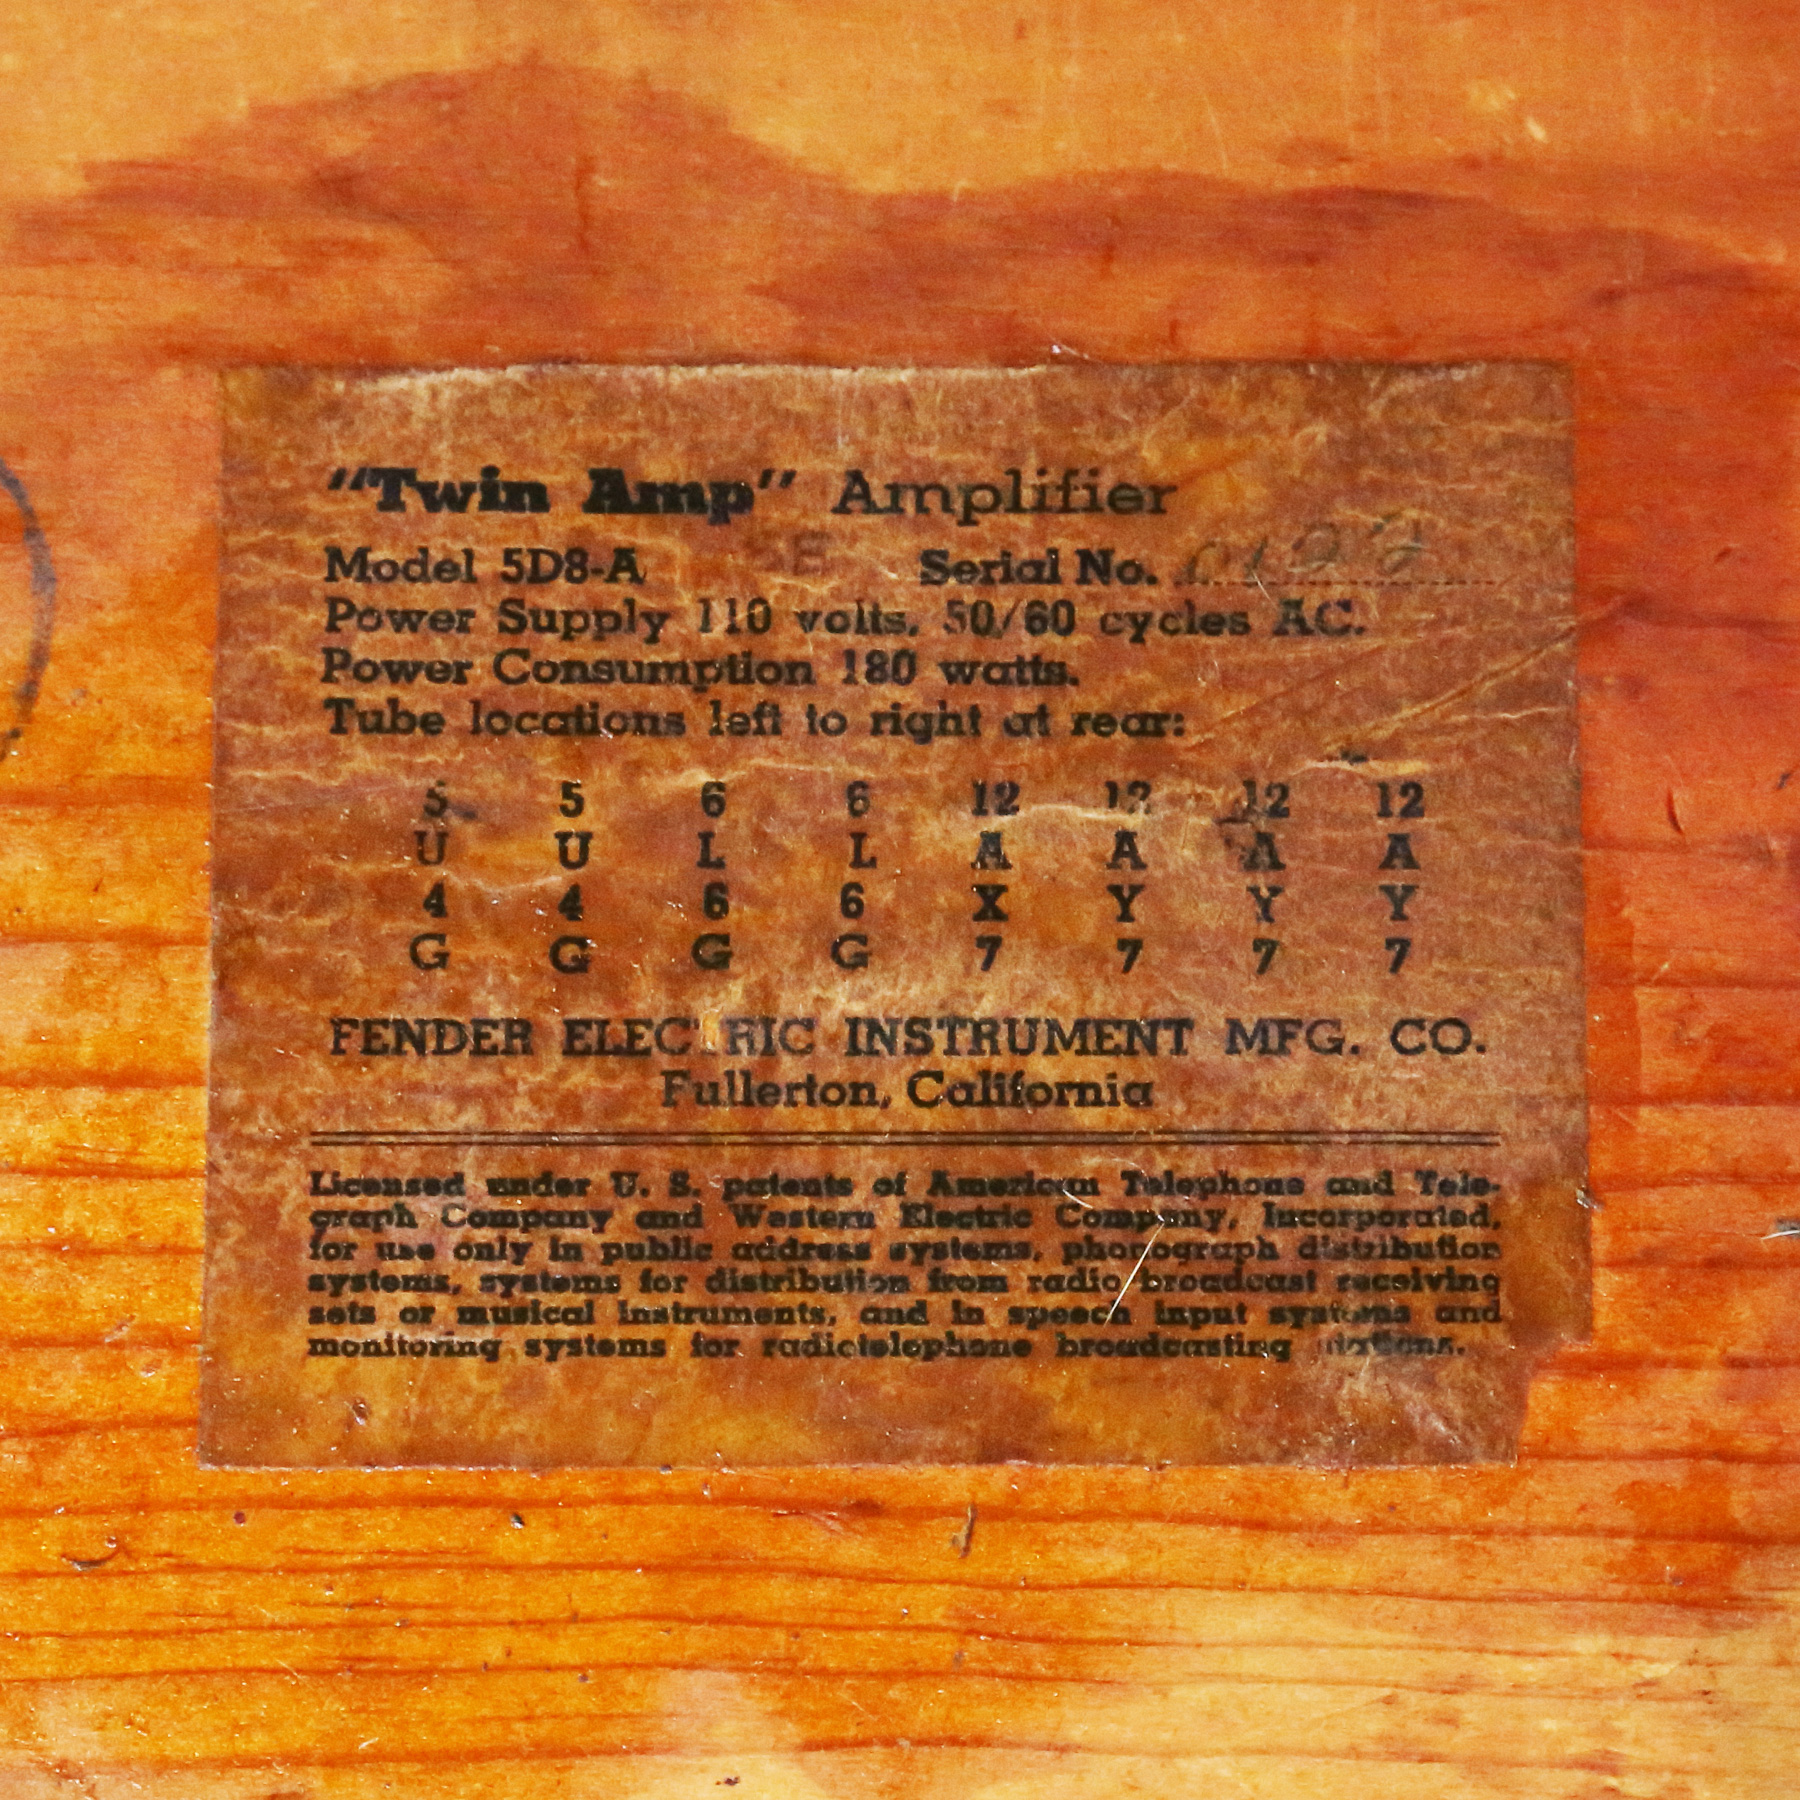 "Twin Amp" Amplifier
Model 5D8-A 5E Serial No.
Power Supply 110 volts, 50/60 cycles AC.
Power Consumption 180 watts.
Tube locations left to right at rear:
5 5 6 6 12 12 12 12
U U L L A A A A
4 4 6 6 X Y Y Y
G G G G 7 7 7 7
FENDER ELECTRIC INSTRUMENT MFG. CO.
Fullerton, California
Licensed under U. S. patents of American Telephone and Tele-
graph Company and Western Electric Company, Incorporated,
for use only in public address systems, phonograph distribution
systems, systems for distribution from radio broadcast receiving
sets or musical instruments, and in speech input systems and
monitoring systems for radiotelephone broadcasting stations.